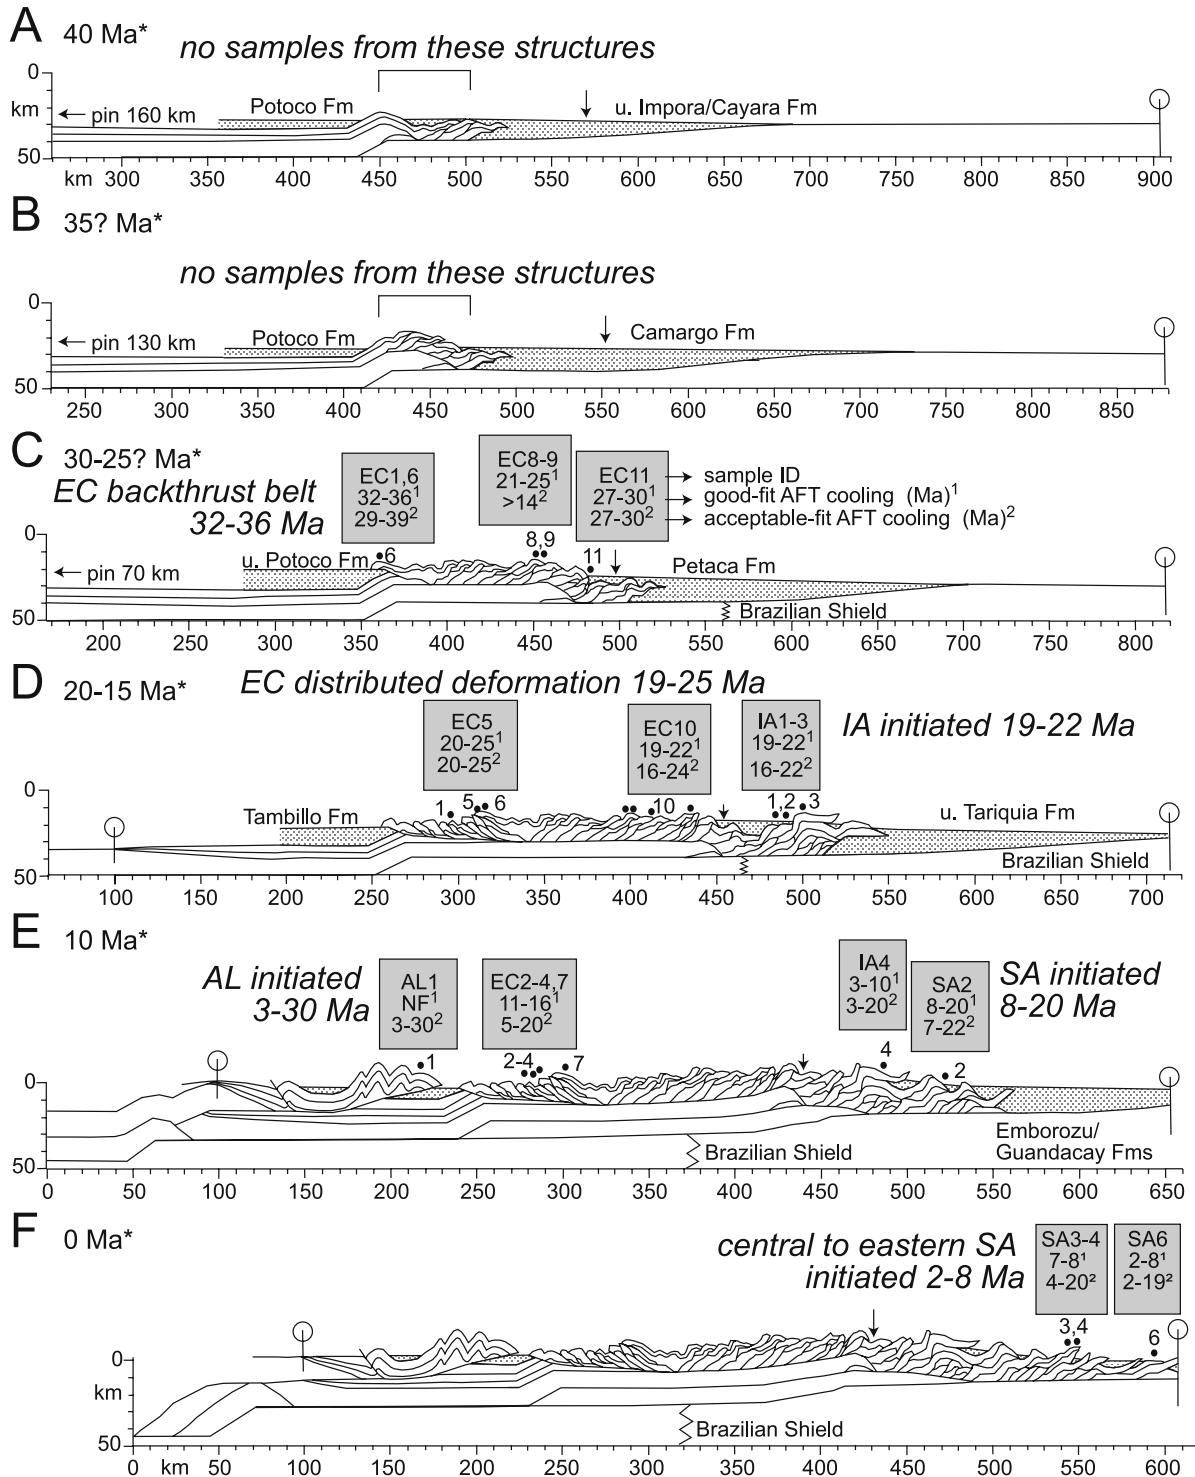 A 40 Ma*
no samples from these structures
0
km
50
← pin 160 km
Potoco Fm
u. Impora/Cayara Fm
km 300 350 400 450 500 550 600 650 700 750 800 850 900
B 35? Ma*
no samples from these structures
0
50
← pin 130 km
Potoco Fm
Camargo Fm
250 300 350 400 450 500 550 600 650 700 750 800 850
C 30-25? Ma*
EC backthrust belt
32-36 Ma
EC1,6
32-36¹
29-39²
EC8-9
21-25¹
>14²
EC11
27-30¹
27-30²
→ sample ID
→ good-fit AFT cooling (Ma)¹
→ acceptable-fit AFT cooling (Ma)²
6
8,9
11
0
50
u. Potoco Fm
← pin 70 km
Petaca Fm
Brazilian Shield
200 250 300 350 400 450 500 550 600 650 700 750 800
D 20-15 Ma*
EC distributed deformation 19-25 Ma
EC5
20-25¹
20-25²
EC10
19-22¹
16-24²
IA1-3
19-22¹
16-22²
IA initiated 19-22 Ma
0
50
Tambillo Fm
1
5
6
10
1,2
3
u. Tariquia Fm
Brazilian Shield
100 150 200 250 300 350 400 450 500 550 600 650 700
E 10 Ma*
AL initiated
3-30 Ma
AL1
NF¹
3-30²
EC2-4,7
11-16¹
5-20²
IA4
3-10¹
3-20²
SA2
8-20¹
7-22²
SA initiated
8-20 Ma
1
2-4
7
4
2
0
50
Brazilian Shield
Emborozu/
Guandacay Fms
0 50 100 150 200 250 300 350 400 450 500 550 600 650
F 0 Ma*
central to eastern SA
initiated 2-8 Ma
SA3-4
7-8¹
4-20²
SA6
2-8¹
2-19²
3,4
6
0
km
50
Brazilian Shield
0 km 50 100 150 200 250 300 350 400 450 500 550 600